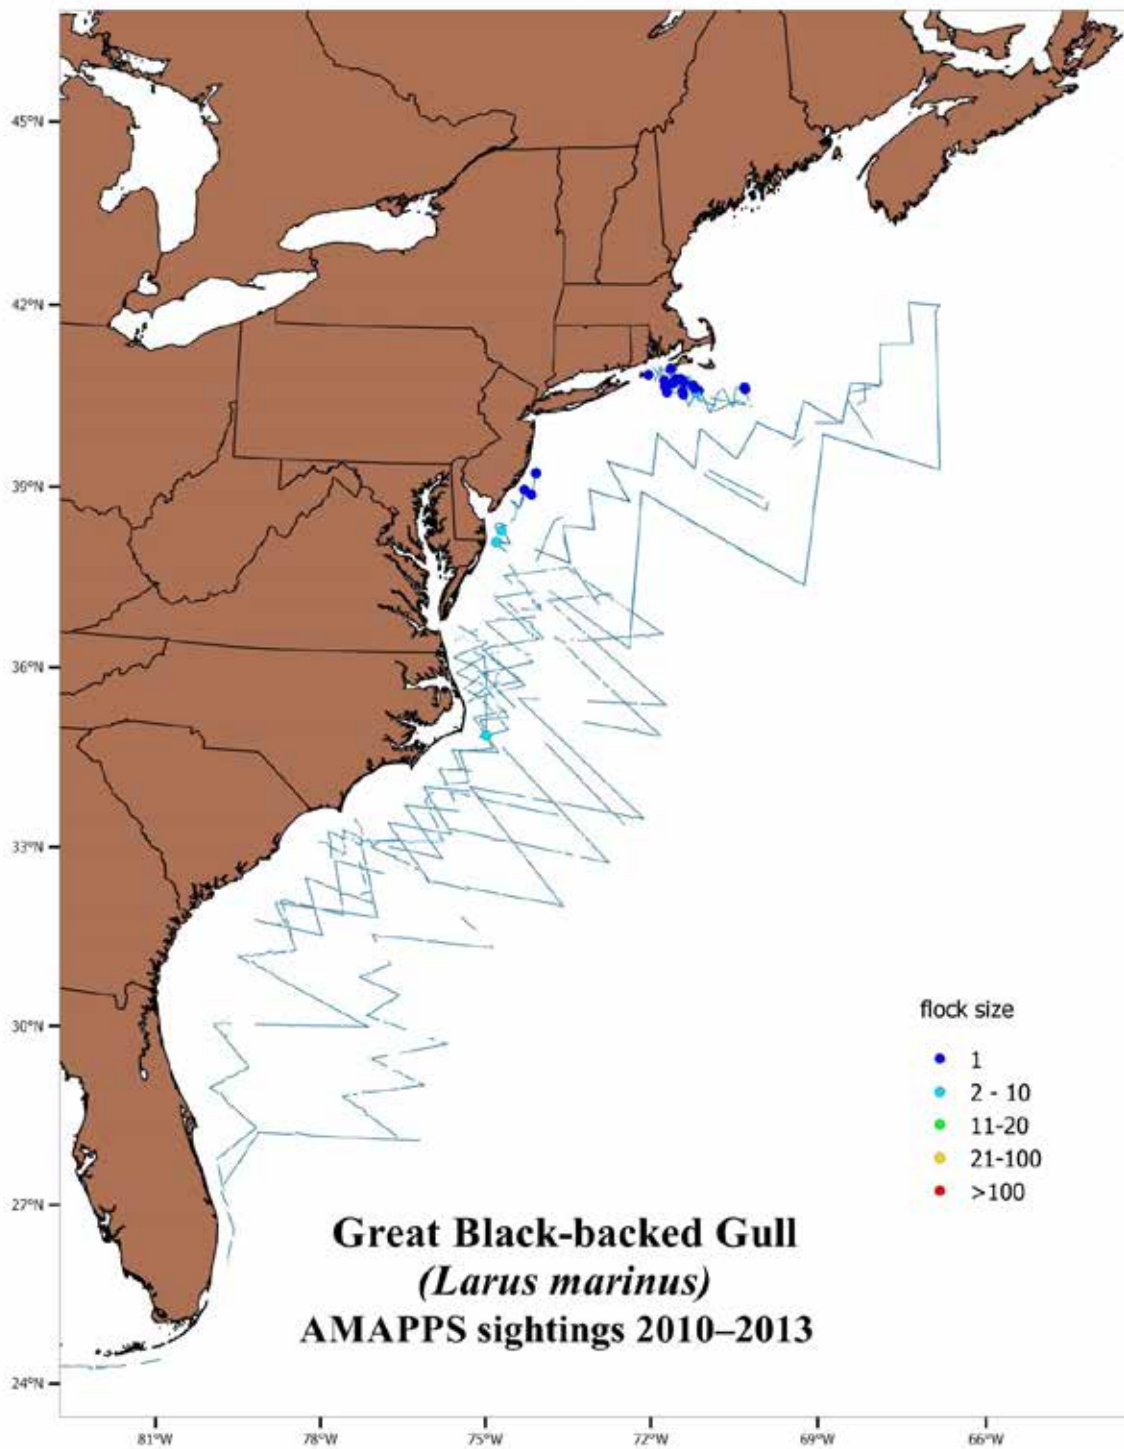 45°N
42°N
39°N
36°N
33°N
30°N
27°N
24°N
flock size
1
2 - 10
11-20
21-100
>100
Great Black-backed Gull
(Larus marinus)
AMAPPS sightings 2010–2013
81°W 78°W 75°W 72°W 69°W 66°W